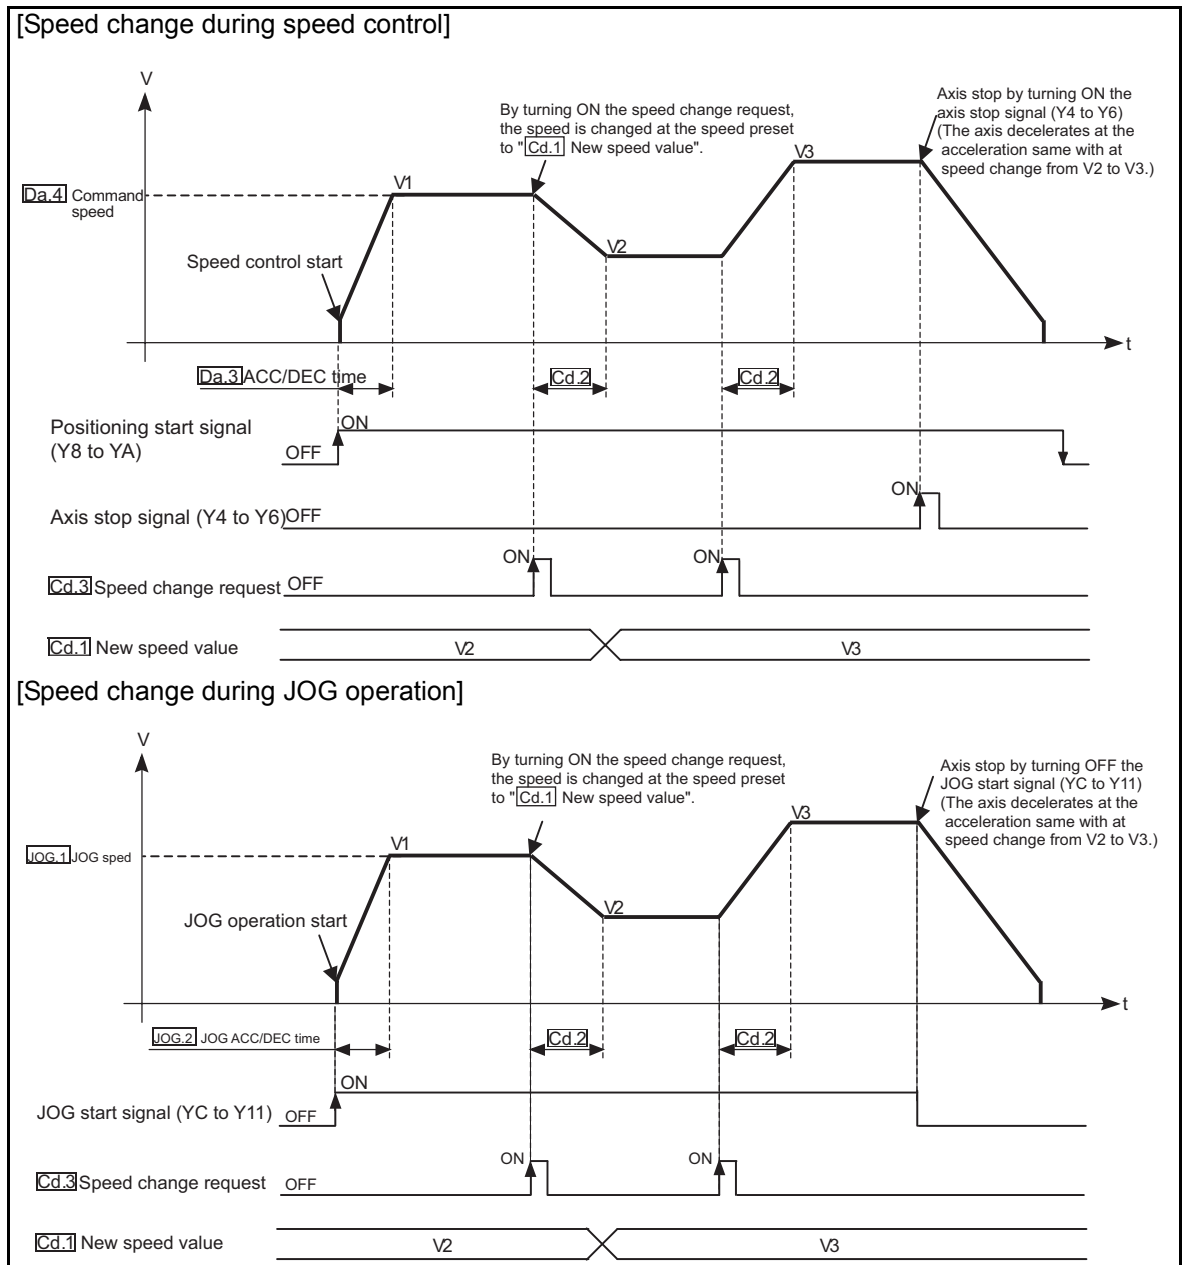 [Speed change during speed control]
V
By turning ON the speed change request,
the speed is changed at the speed preset
to "Cd.1 New speed value".
Axis stop by turning ON the
axis stop signal (Y4 to Y6)
(The axis decelerates at the
acceleration same with at
speed change from V2 to V3.)
V3
V1
Da.4 Command
speed
V2
Speed control start
t
Da.3 ACC/DEC time
Cd.2
Cd.2
ON
Positioning start signal
(Y8 to YA)
OFF
ON
Axis stop signal (Y4 to Y6) OFF
ON
ON
Cd.3 Speed change request OFF
Cd.1 New speed value
V2
V3
[Speed change during JOG operation]
V
By turning ON the speed change request,
the speed is changed at the speed preset
to "Cd.1 New speed value".
Axis stop by turning OFF the
JOG start signal (YC to Y11)
(The axis decelerates at the
acceleration same with at
speed change from V2 to V3.)
V3
V1
JOG.1 JOG sped
V2
JOG operation start
t
JOG.2 JOG ACC/DEC time
Cd.2
Cd.2
ON
JOG start signal (YC to Y11) OFF
ON
ON
Cd.3 Speed change request OFF
Cd.1 New speed value
V2
V3